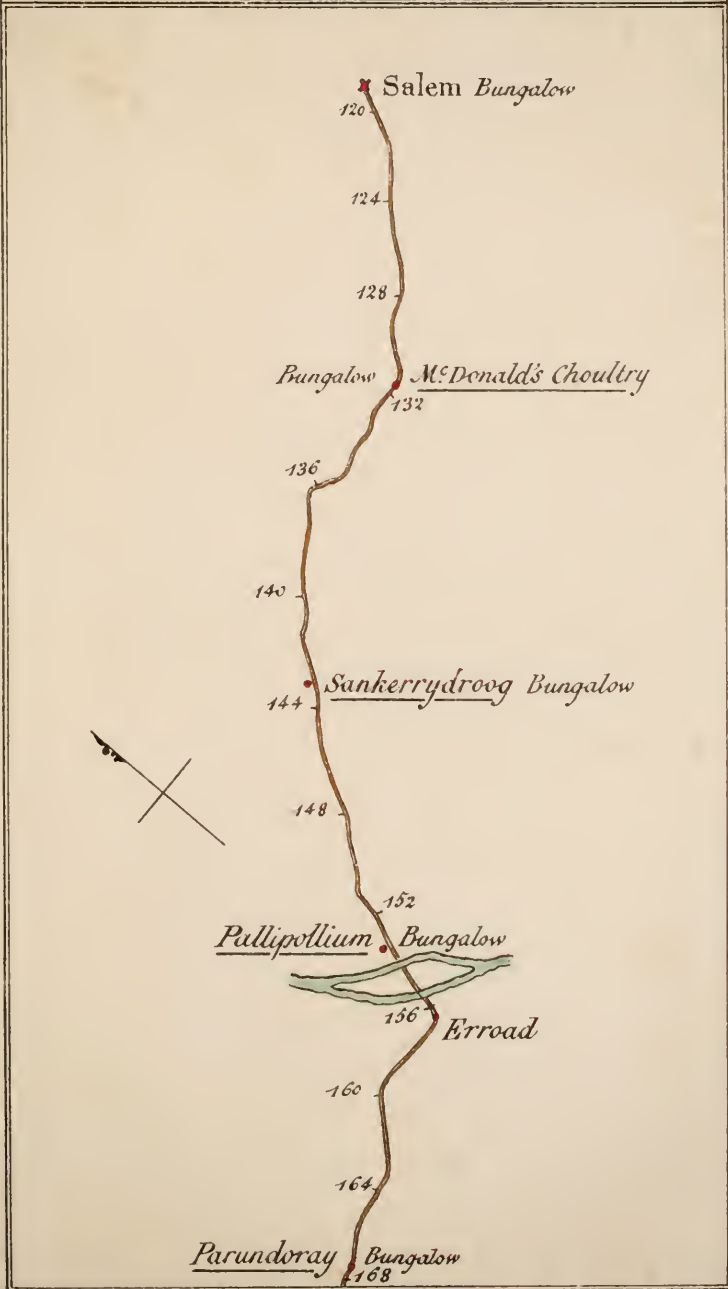 Salem Bungalow
120
124
128
Bungalow McDonald's Choultry
132
136
140
Sankerrydroog Bungalow
144
148
152
Pallipollium Bungalow
156
Erroad
160
164
Parundoray Bungalow
168